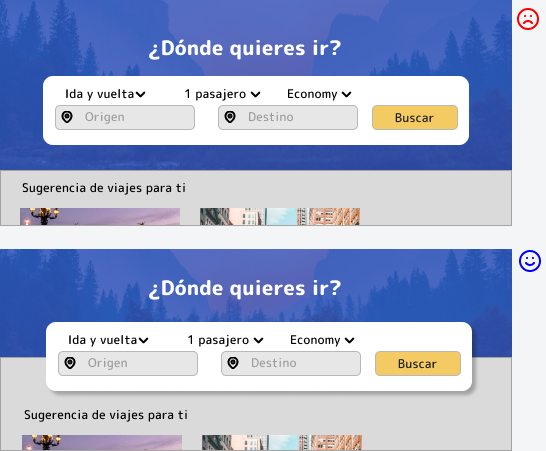 ¿Dónde quieres ir?
Ida y vuelta 1 pasajero Economy
Origen Destino Buscar
Sugerencia de viajes para ti
¿Dónde quieres ir?
Ida y vuelta 1 pasajero Economy
Origen Destino Buscar
Sugerencia de viajes para ti